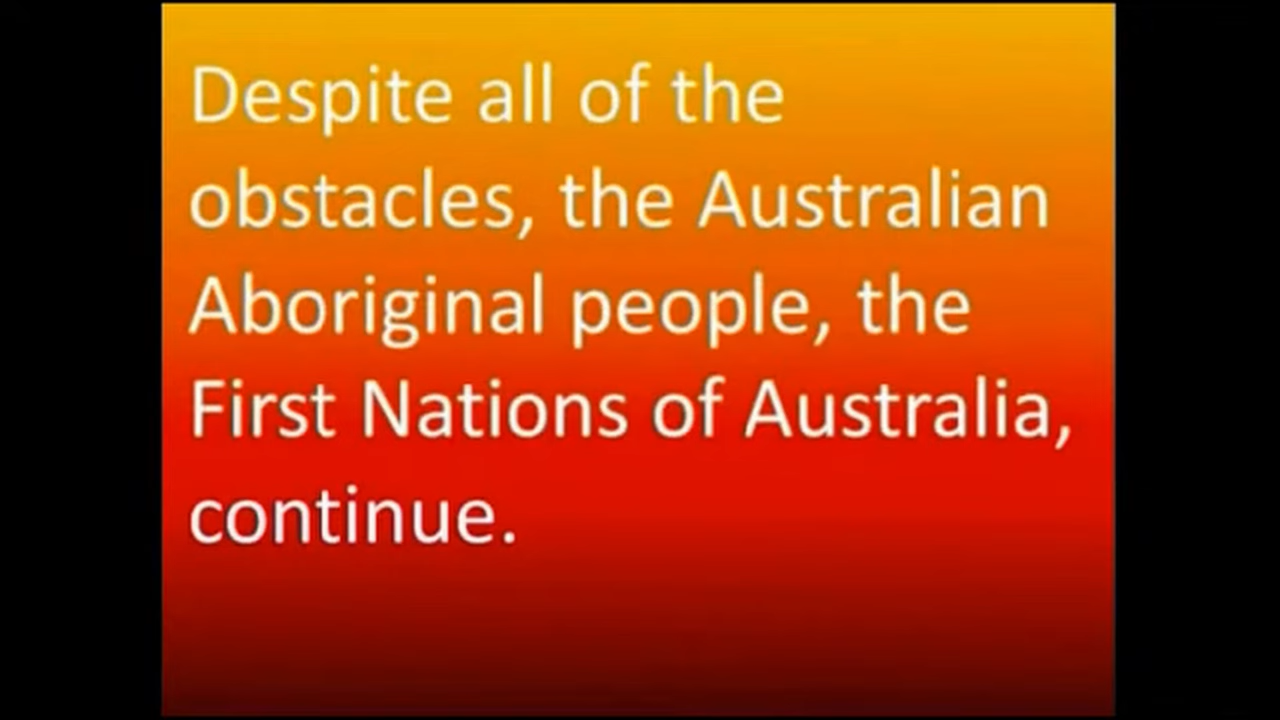 Despite all of the
obstacles, the Australian
Aboriginal people, the
First Nations of Australia,
continue.